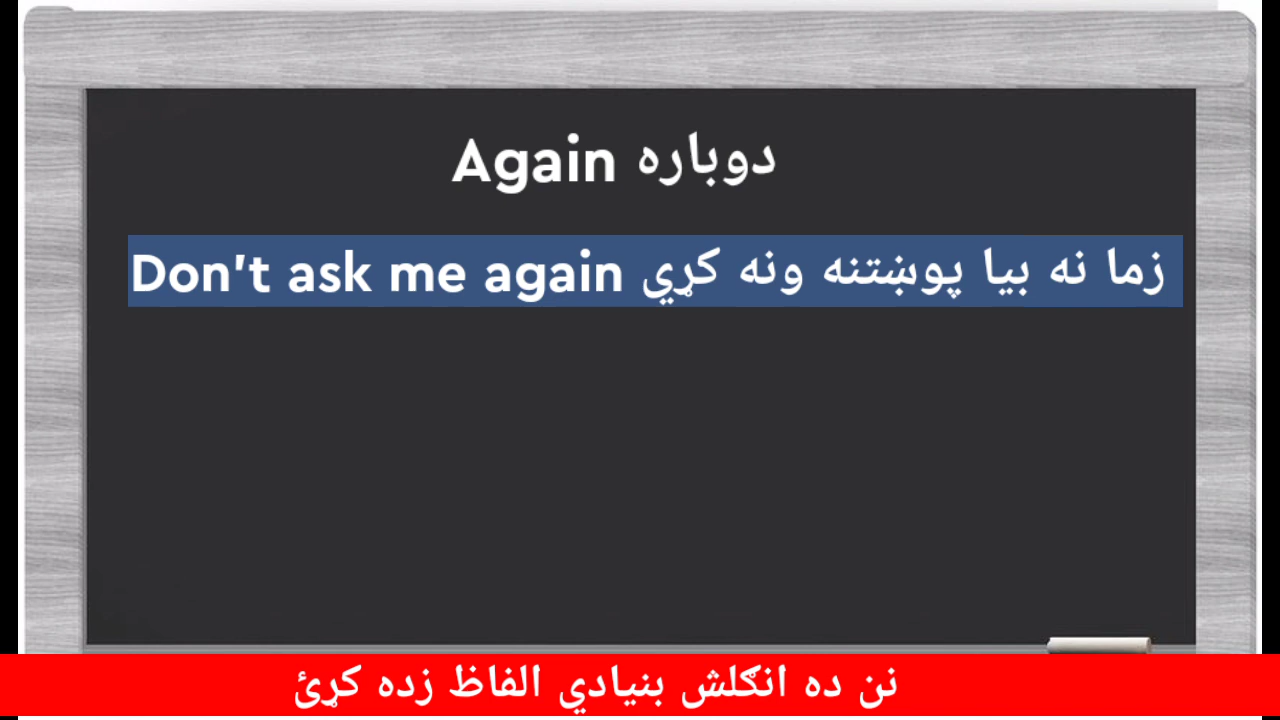 Again دوباره
Don't ask me again زما نه بيا پوښتنه ونه کړي
نن ده انګلش بنيادي الفاظ زده کړئ